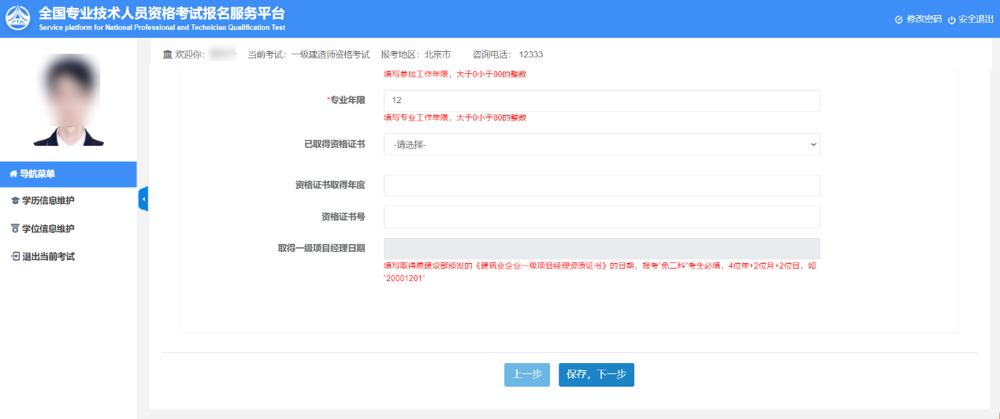 全国专业技术人员资格考试报名服务平台
Service platform for National Professional and Technician Qualification Test
修改密码 安全退出
欢迎你: 当前考试: 一级建造师资格考试 报考地区: 北京市 咨询电话: 12333
填写参加工作年限，大于0小于80的整数
*专业年限 12
填写专业工作年限，大于0小于80的整数
已取得资格证书 -请选择-
导航菜单
资格证书取得年度
学历信息维护
资格证书号
学位信息维护
取得一级项目经理日期
退出当前考试
填写取得原建设部颁发的《建筑业企业一级项目经理资质证书》的日期，报考"免二科"考生必填，4位年+2位月+2位日，如
"20001201"
上一步 保存，下一步